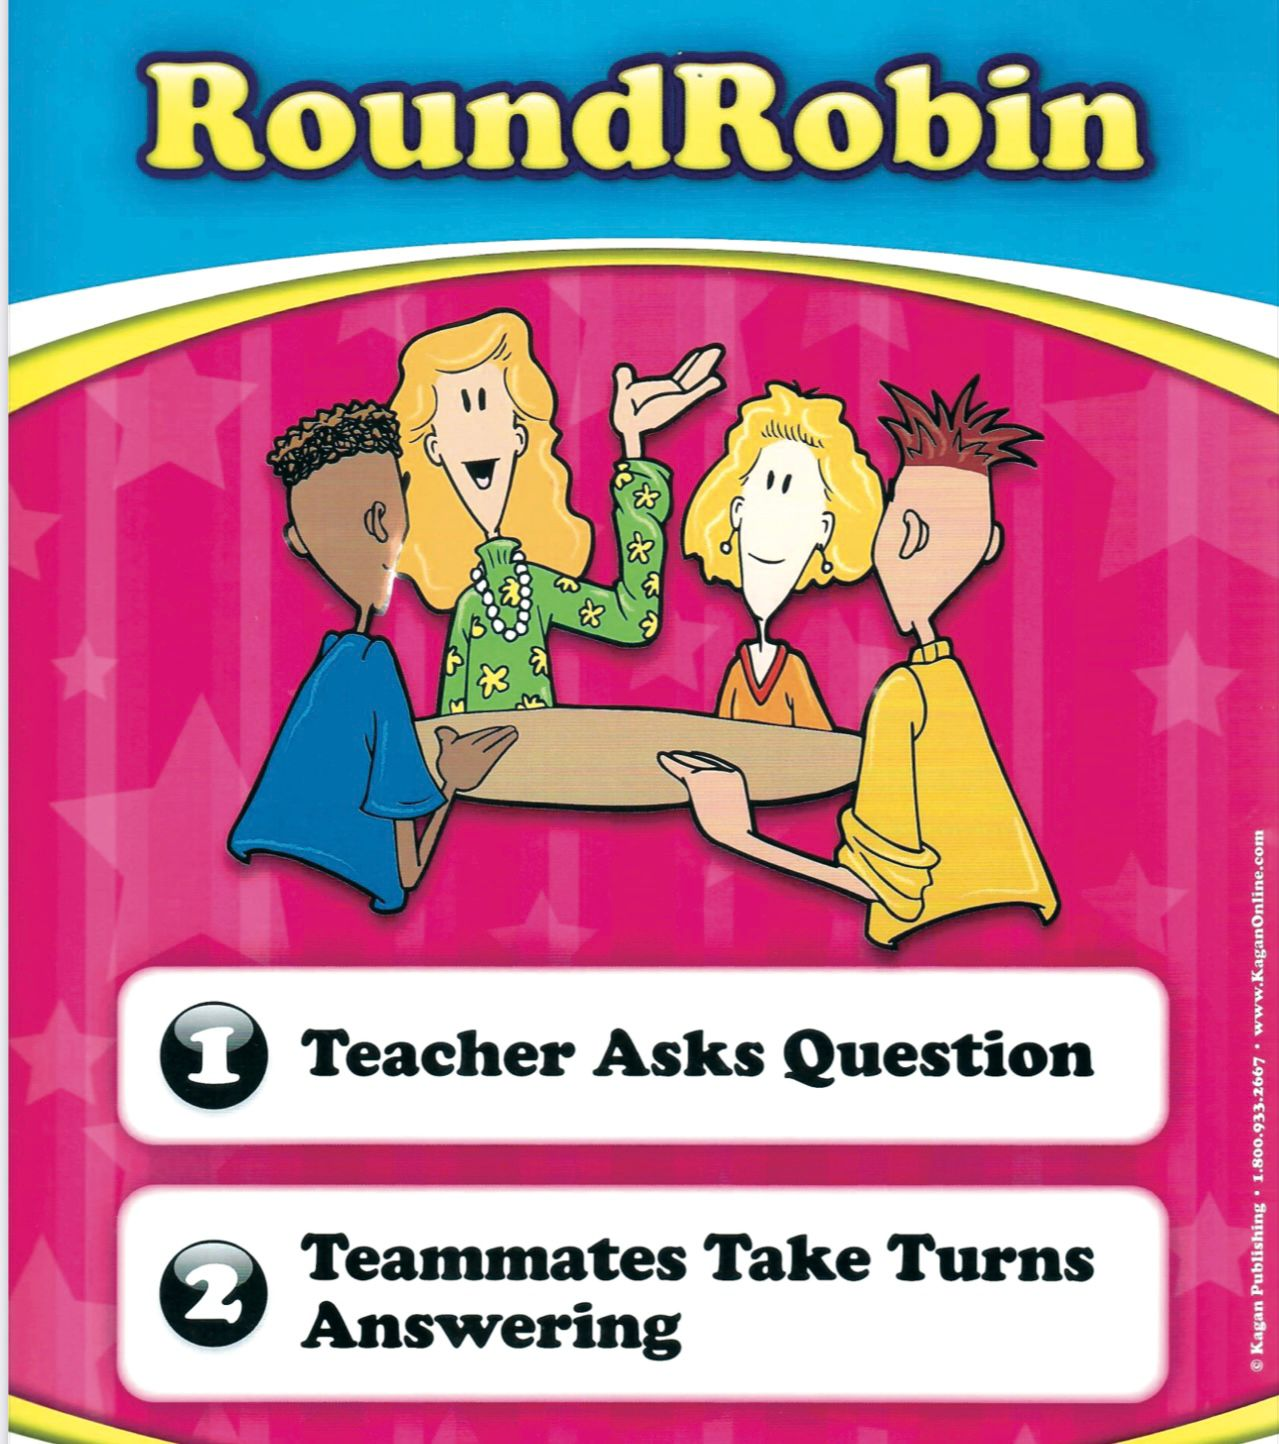 RoundRobin
1 Teacher Asks Question
2 Teammates Take Turns
Answering
© Kagan Publishing • 1.800.933.2667 • www.KaganOnline.com